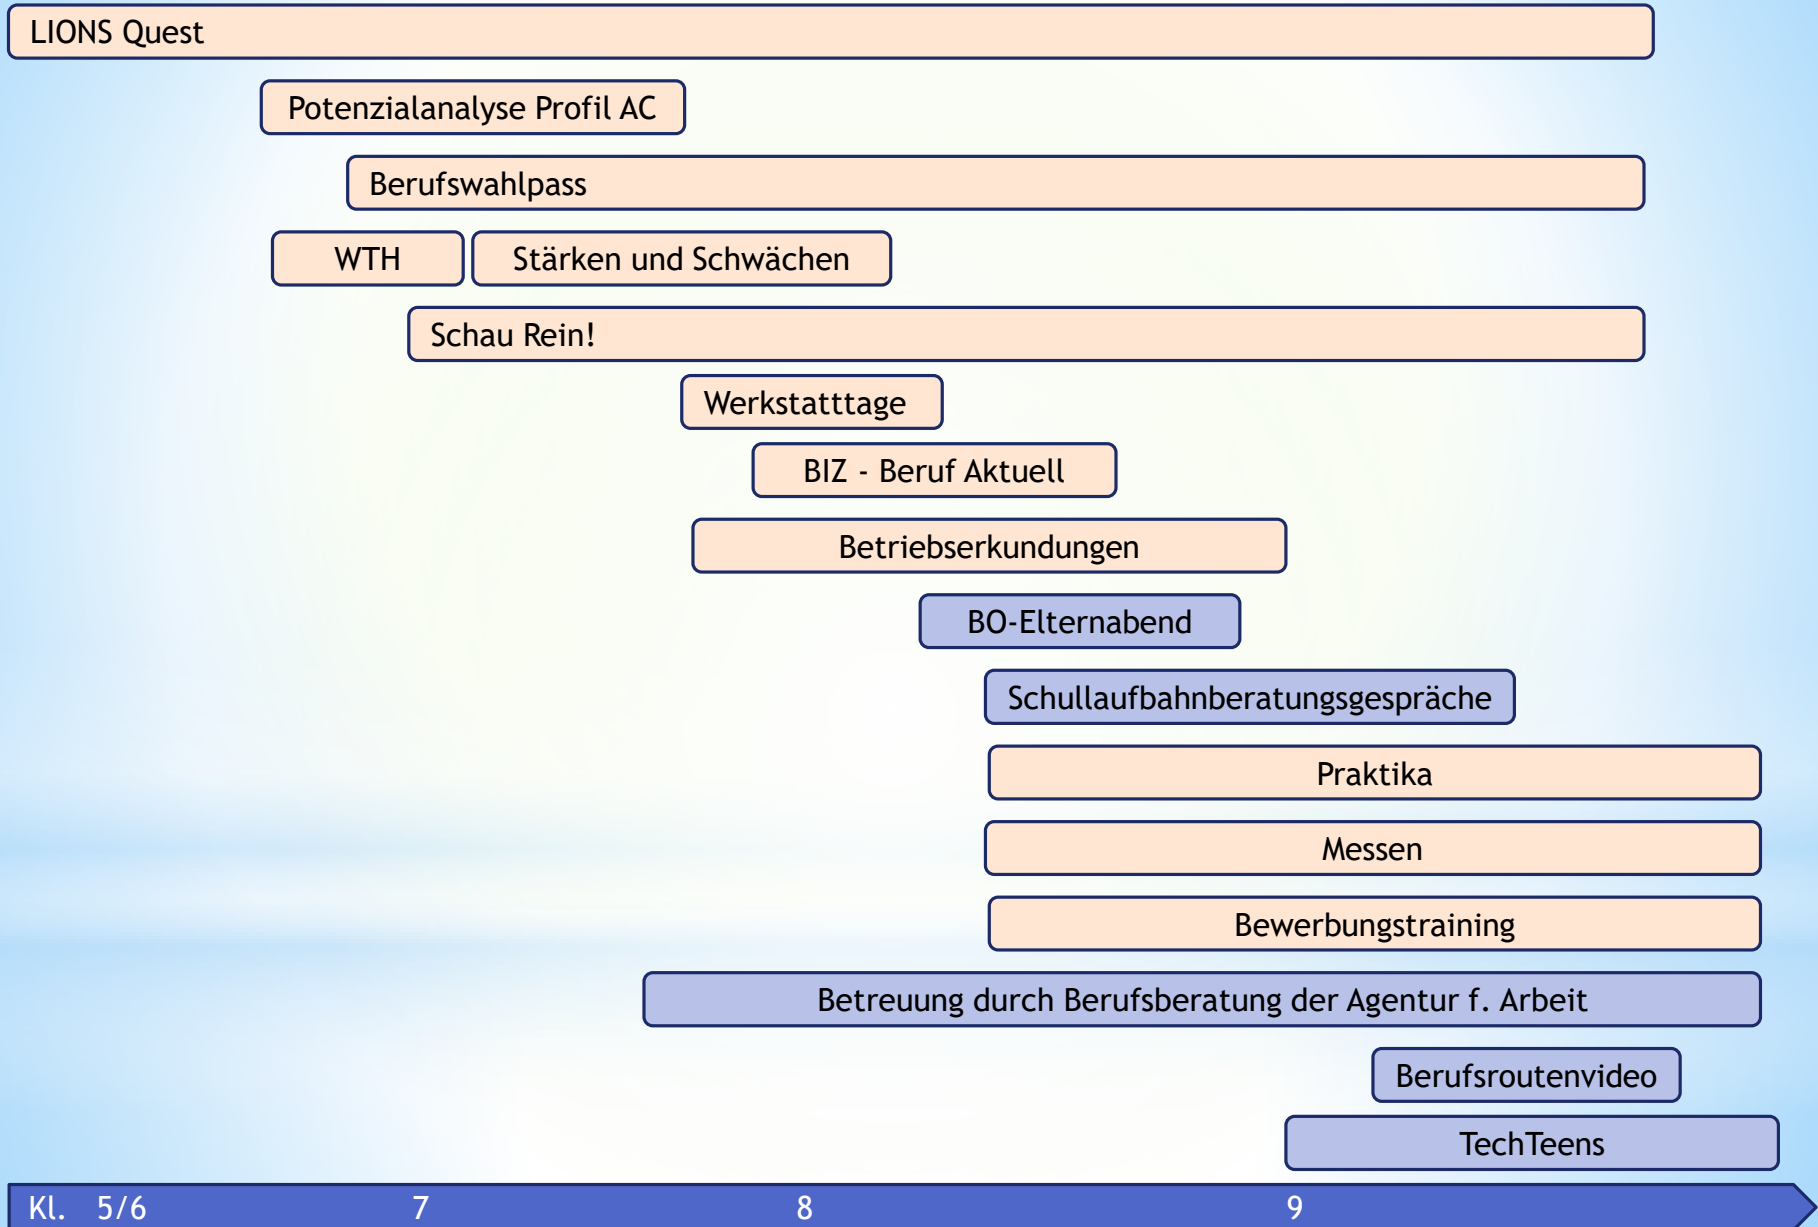 LIONS Quest
Potenzialanalyse Profil AC
Berufswahlpass
WTH
Stärken und Schwächen
Schau Rein!
Werkstatttage
BIZ - Beruf Aktuell
Betriebserkundungen
BO-Elternabend
Schullaufbahnberatungsgespräche
Praktika
Messen
Bewerbungstraining
Betreuung durch Berufsberatung der Agentur f. Arbeit
Berufsroutenvideo
TechTeens
Kl. 5/6 7 8 9